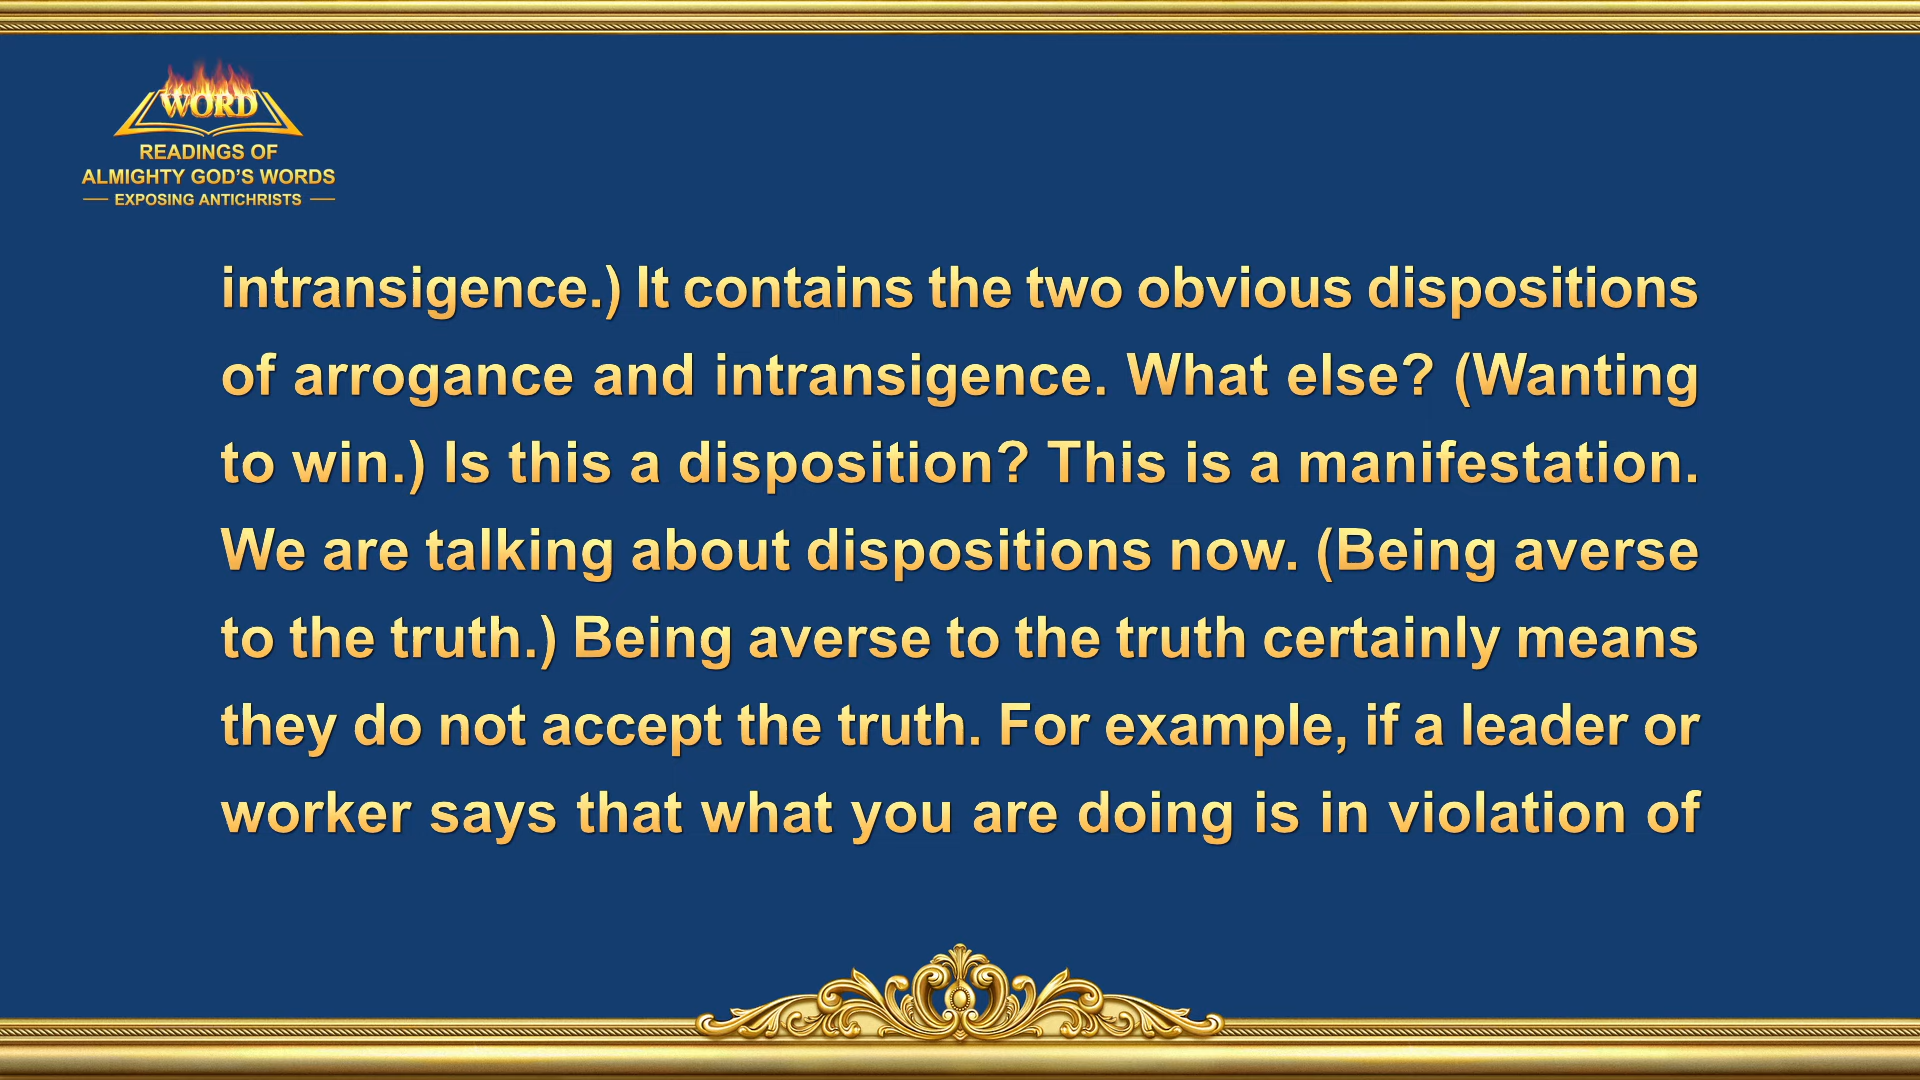 WORD
READINGS OF
ALMIGHTY GOD'S WORDS
EXPOSING ANTICHRISTS
intransigence.) It contains the two obvious dispositions
of arrogance and intransigence. What else? (Wanting
to win.) Is this a disposition? This is a manifestation.
We are talking about dispositions now. (Being averse
to the truth.) Being averse to the truth certainly means
they do not accept the truth. For example, if a leader or
worker says that what you are doing is in violation of